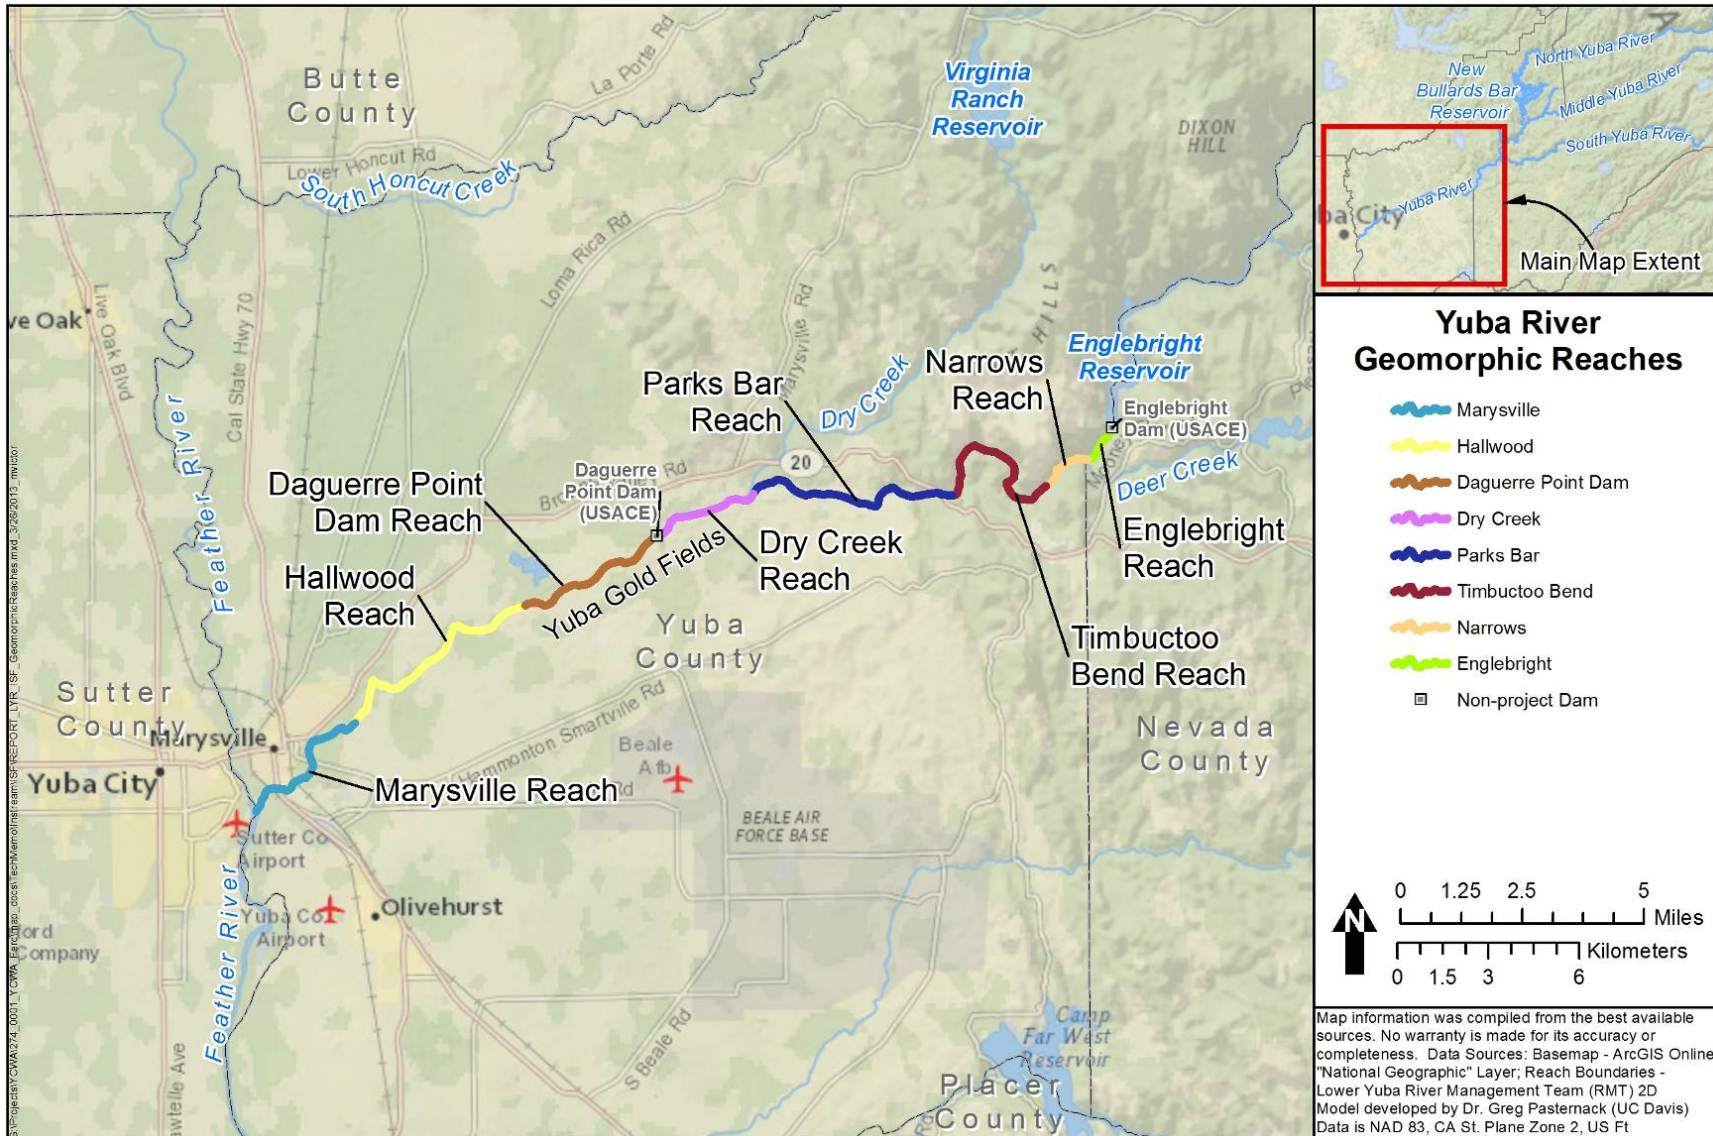 Butte
County
La Porte Rd
Virginia
Ranch
Reservoir
DIXON
HILL
Lower Honcut Rd
South Honcut Creek
Loma Rica Rd
Live Oak Blvd
ve Oak
Cal State Hwy 70
Feather River
Marysville Rd
HILLS
Englebright
Reservoir
Narrows
Reach
Parks Bar
Reach
Dry Creek
Englebright
Dam (USACE)
20
Deer Creek
Daguerre
Point Dam
(USACE)
Daguerre Point
Dam Reach
Dry Creek
Reach
Englebright
Reach
Hallwood
Reach
Yuba Gold Fields
Yuba
County
Timbuctoo
Bend Reach
Sutter
County
Marysville
Yuba City
Hammonton Smartville Rd
Rd
Marysville Reach
Beale
Afb
Nevada
County
BEALE AIR
FORCE BASE
Sutter Co
Airport
Feather River
Yuba Co
Airport
Olivehurst
Company
S Beale Rd
Camp
Far West
Reservoir
Placer
County
North Yuba River
New
Bullards Bar
Reservoir
Middle Yuba River
South Yuba River
Yuba River
ba City
Main Map Extent
Yuba River
Geomorphic Reaches
Marysville
Hallwood
Daguerre Point Dam
Dry Creek
Parks Bar
Timbuctoo Bend
Narrows
Englebright
Non-project Dam
N
0 1.25 2.5 5
Miles
Kilometers
0 1.5 3 6
Map information was compiled from the best available
sources. No warranty is made for its accuracy or
completeness. Data Sources: Basemap - ArcGIS Online
"National Geographic" Layer; Reach Boundaries -
Lower Yuba River Management Team (RMT) 2D
Model developed by Dr. Greg Pasternack (UC Davis)
Data is NAD 83, CA St. Plane Zone 2, US Ft